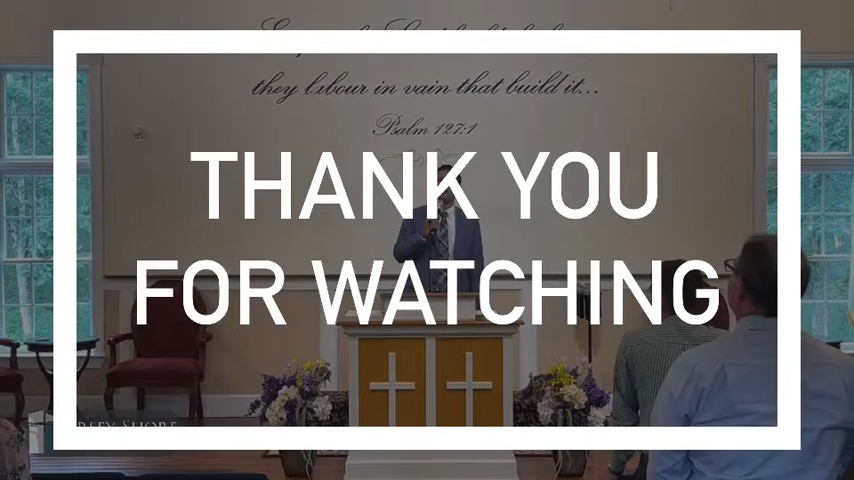 they labour in vain that build it...
Psalm 127:1
THANK YOU
FOR WATCHING